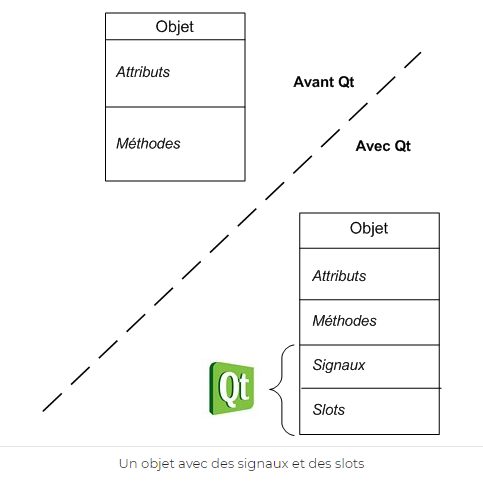 Objet
Attributs
Méthodes
Avant Qt
Avec Qt
Objet
Attributs
Méthodes
Signaux
Slots
Qt
Un objet avec des signaux et des slots